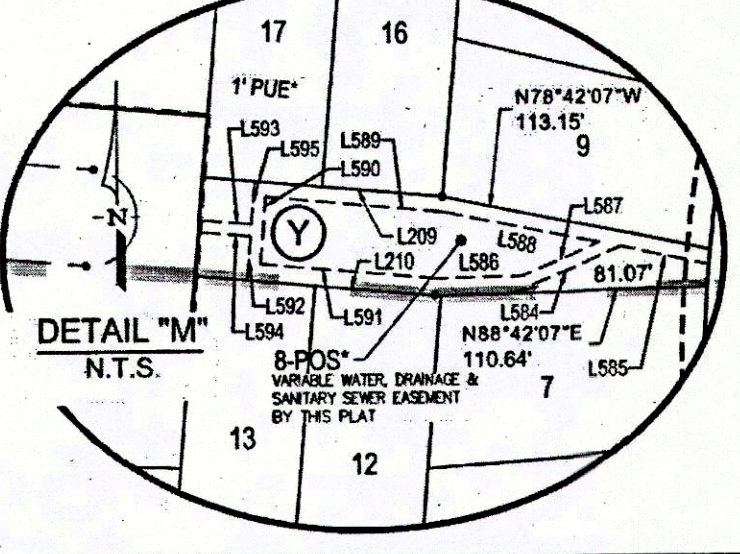 17
16
1' PUE*
N78°42'07"W
113.15'
9
L593
L595
L589
L590
L587
N
Y
L209
L588
L210
L586
81.07'
L592
L591
L584
L594
N88°42'07"E
110.64'
L585
DETAIL "M"
N.T.S.
8-POS*
VARIABLE WATER, DRAINAGE &
SANITARY SEWER EASEMENT
BY THIS PLAT
7
13
12